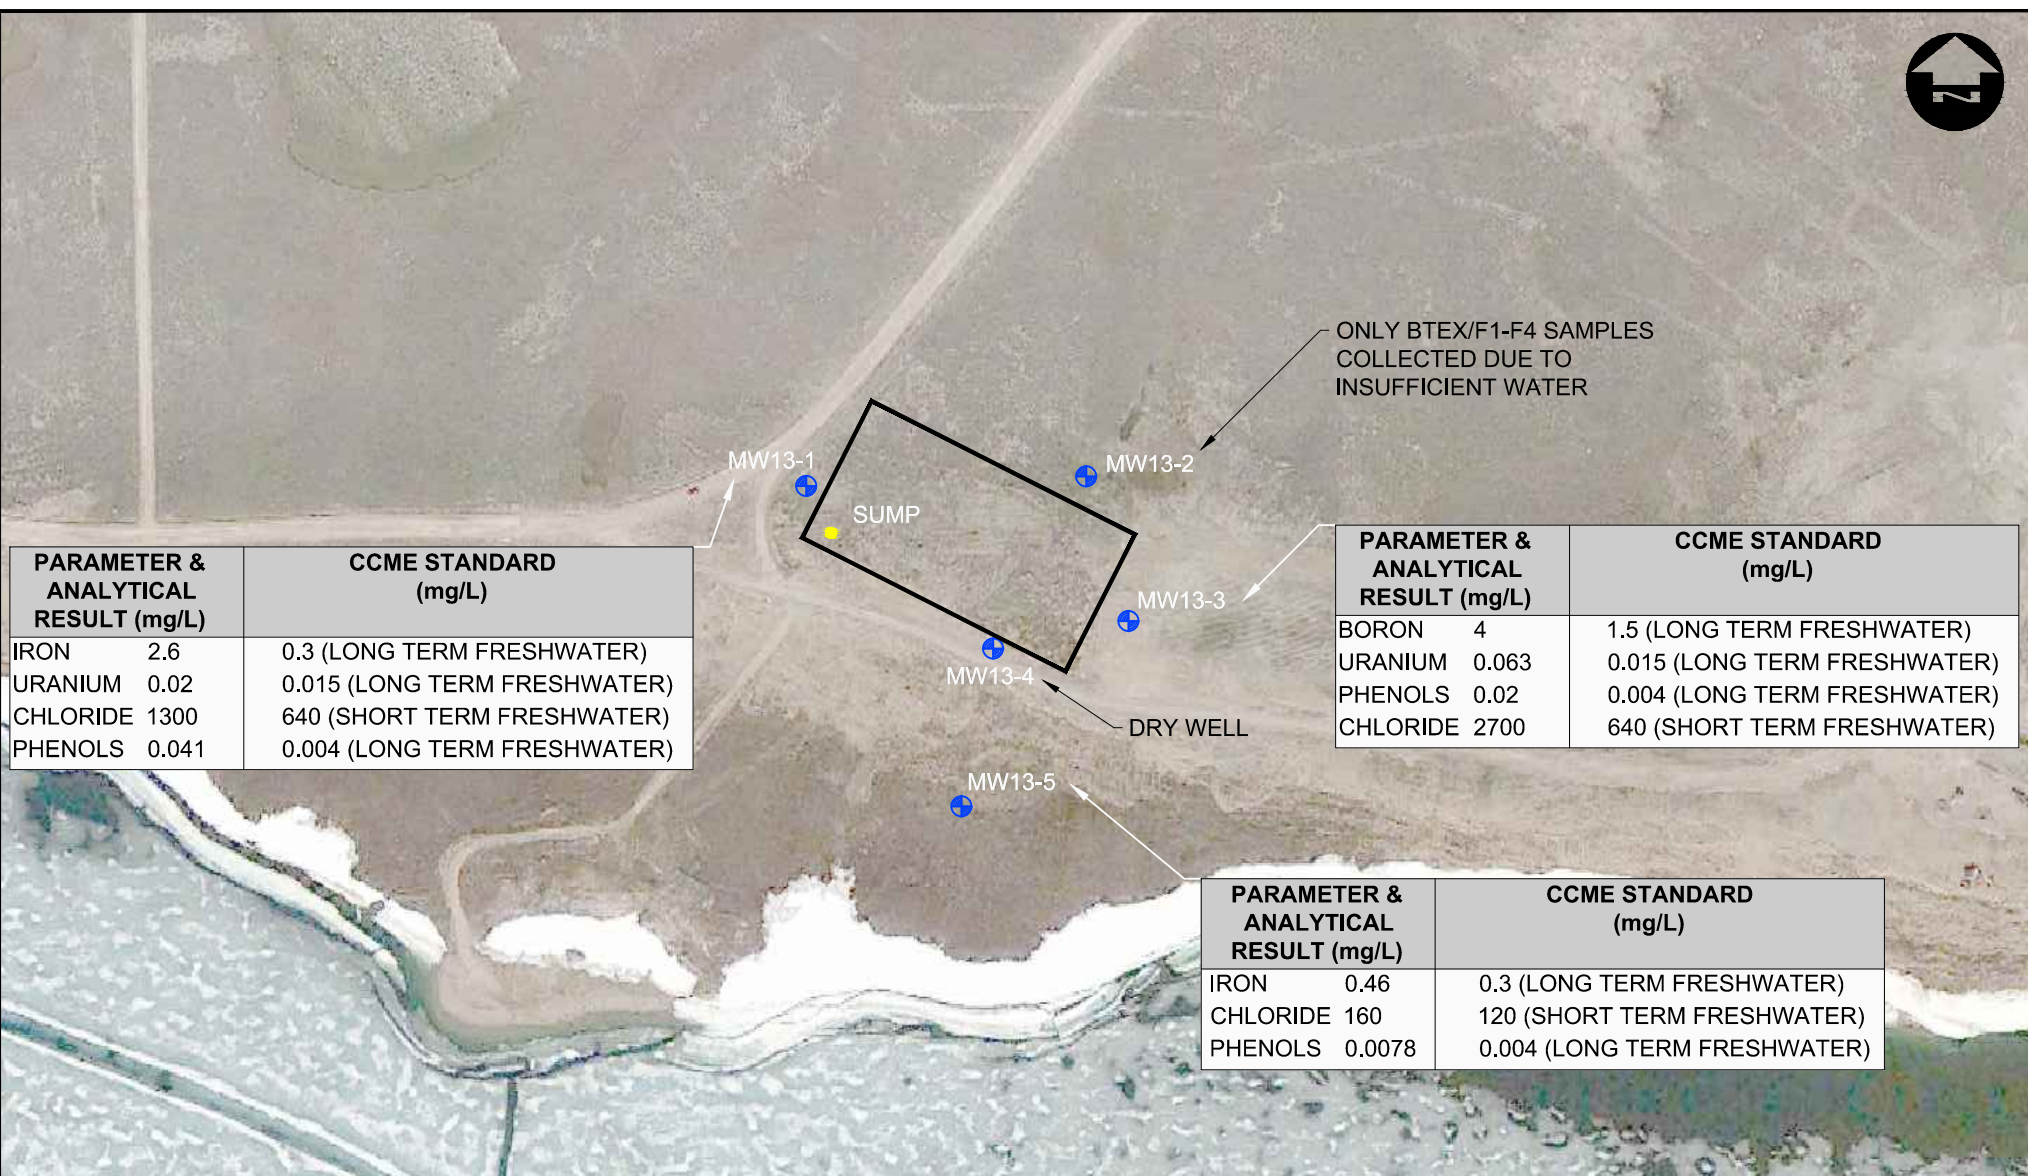 N
ONLY BTEX/F1-F4 SAMPLES
COLLECTED DUE TO
INSUFFICIENT WATER
MW13-1
MW13-2
SUMP
MW13-3
MW13-4
DRY WELL
MW13-5
PARAMETER & ANALYTICAL RESULT (mg/L) CCME STANDARD (mg/L)
IRON 2.6 0.3 (LONG TERM FRESHWATER)
URANIUM 0.02 0.015 (LONG TERM FRESHWATER)
CHLORIDE 1300 640 (SHORT TERM FRESHWATER)
PHENOLS 0.041 0.004 (LONG TERM FRESHWATER)
PARAMETER & ANALYTICAL RESULT (mg/L) CCME STANDARD (mg/L)
BORON 4 1.5 (LONG TERM FRESHWATER)
URANIUM 0.063 0.015 (LONG TERM FRESHWATER)
PHENOLS 0.02 0.004 (LONG TERM FRESHWATER)
CHLORIDE 2700 640 (SHORT TERM FRESHWATER)
PARAMETER & ANALYTICAL RESULT (mg/L) CCME STANDARD (mg/L)
IRON 0.46 0.3 (LONG TERM FRESHWATER)
CHLORIDE 160 120 (SHORT TERM FRESHWATER)
PHENOLS 0.0078 0.004 (LONG TERM FRESHWATER)